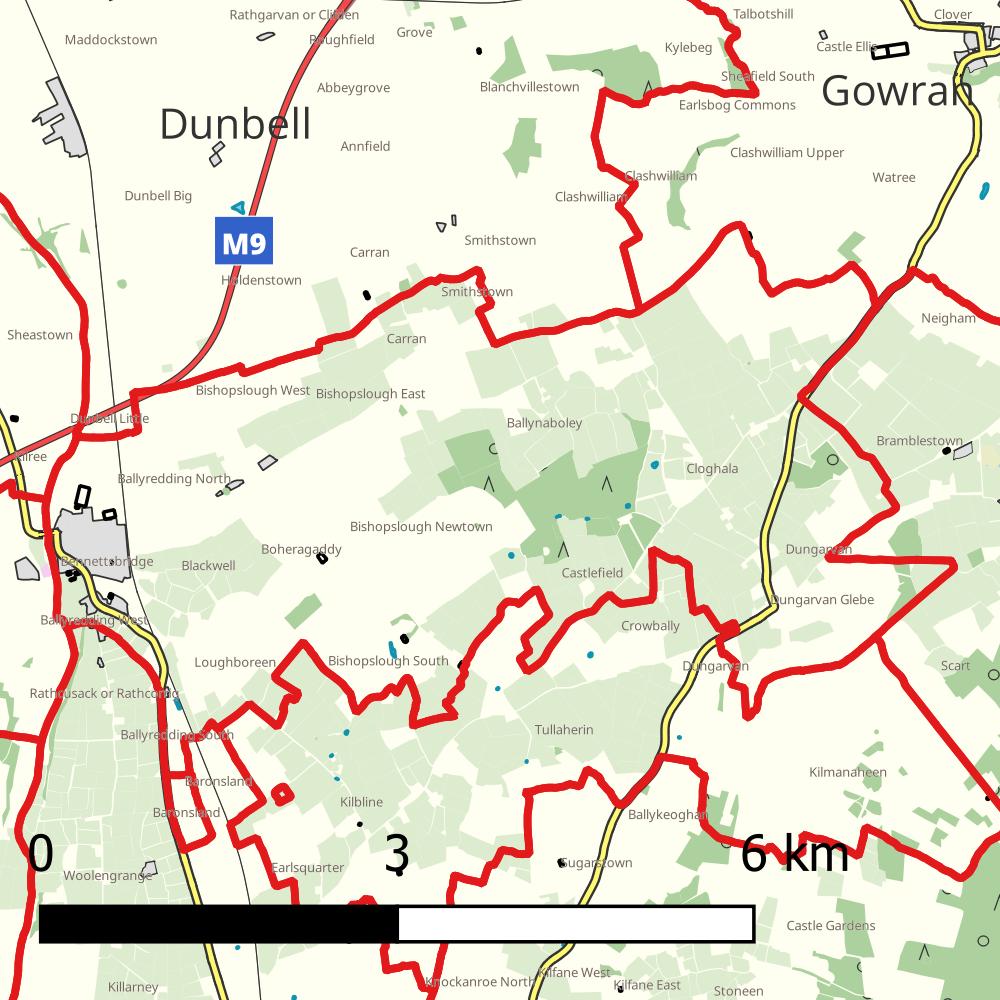 Rathgarvan or Clifden
Talbotshill
Clover
Maddockstown
Roughfield
Grove
Kylebeg
Castle Ellis
Abbeygrove
Blanchvillestown
Sheafield South
Gowran
Earlsbog Commons
Dunbell
Annfield
Clashwilliam Upper
Clashwilliam
Watree
Dunbell Big
Clashwilliam
M9
Smithstown
Carran
Holdenstown
Smithstown
Neigham
Sheastown
Carran
Bishopslough West
Bishopslough East
Dunbell Little
Ballynaboley
Bramblestown
Kilree
Cloghala
Ballyredding North
Bishopslough Newtown
Boheragaddy
Dungarvan
Bennettsbridge
Blackwell
Castlefield
Dungarvan Glebe
Ballyredding West
Crowbally
Loughboreen
Bishopslough South
Dungarvan
Scart
Rathcusack or Rathcoring
Ballyredding South
Tullaherin
Kilmanaheen
Baronsland
Kilbline
Baronsland
Ballykeoghan
0
3
6 km
Sugarstown
Earlsquarter
Woolengrange
Castle Gardens
Kilfane West
Knockanroe North
Killarney
Kilfane East
Stoneen